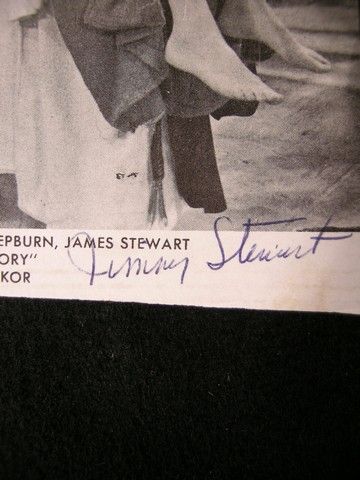 EPBURN, JAMES STEWART
ORY"
KOR
Jimmy Stewart